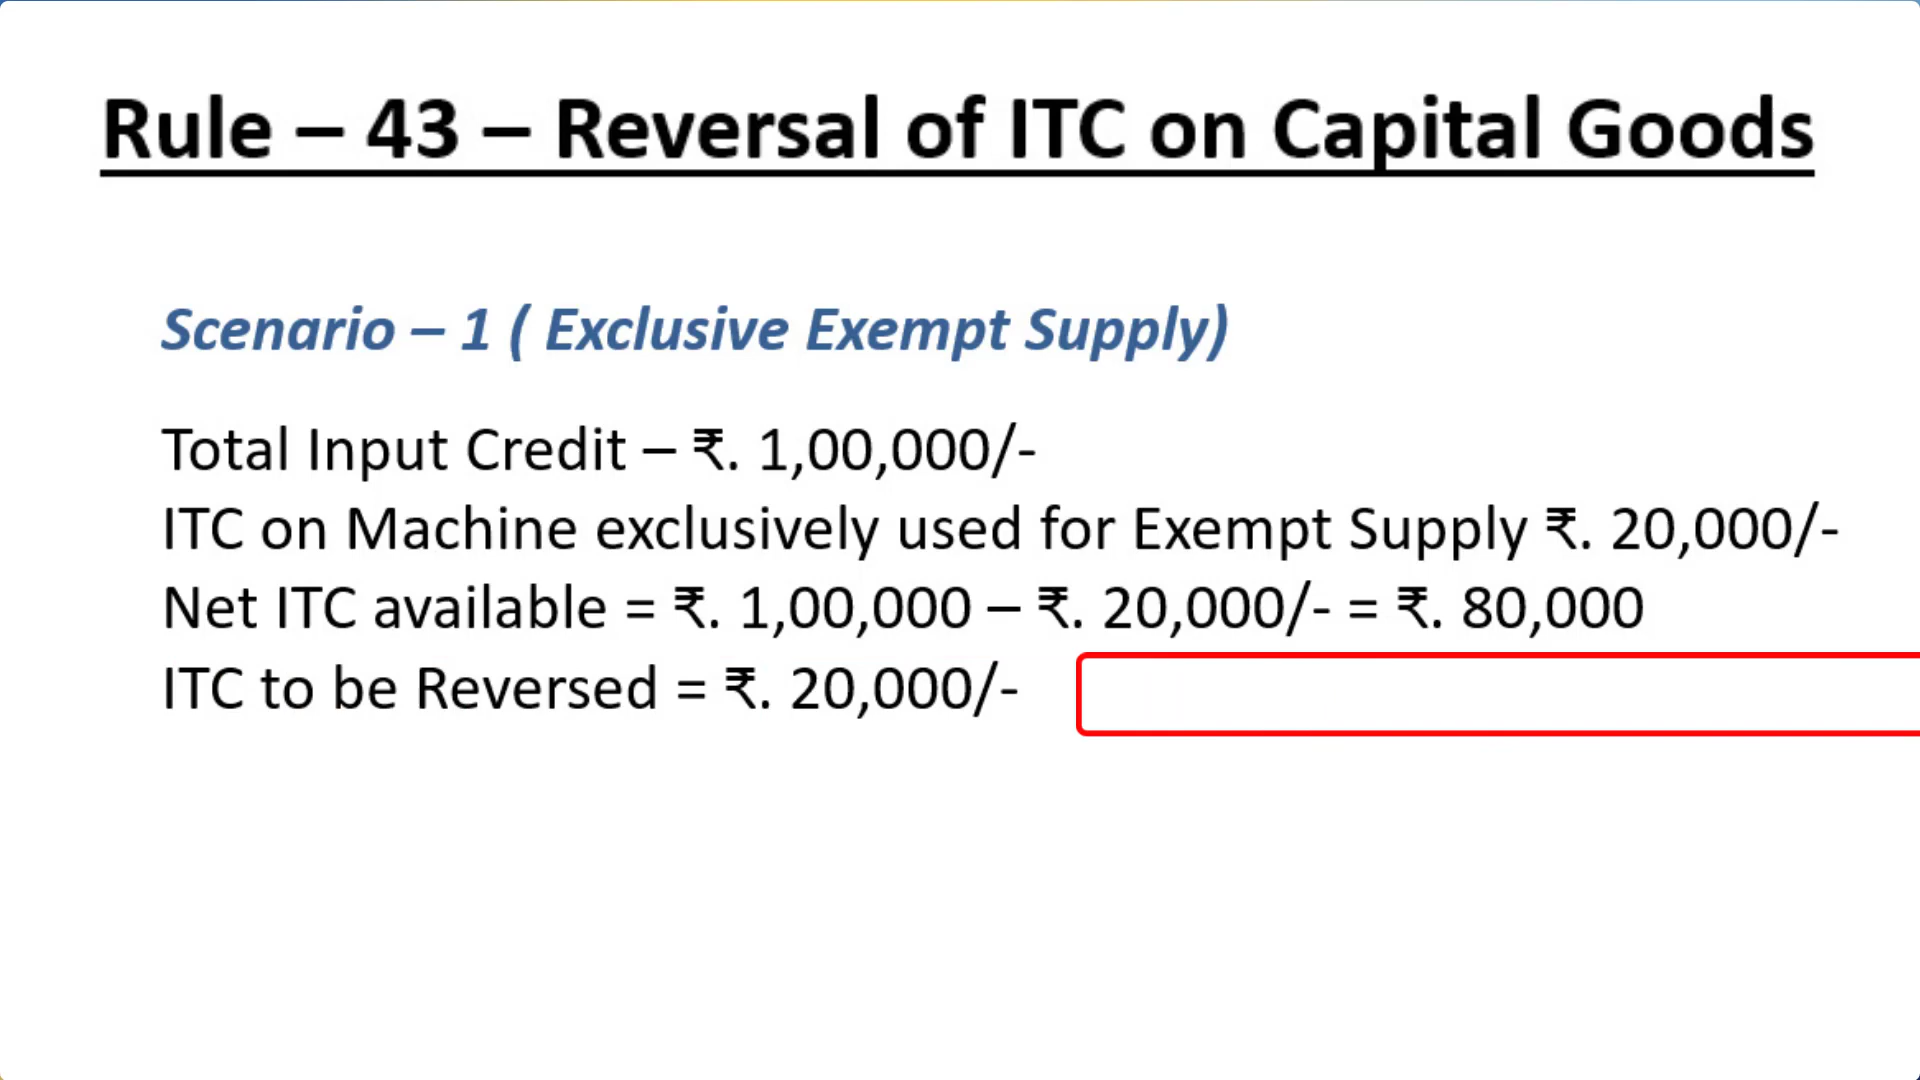 Rule – 43 – Reversal of ITC on Capital Goods
Scenario – 1 ( Exclusive Exempt Supply)
Total Input Credit – ₹. 1,00,000/-
ITC on Machine exclusively used for Exempt Supply ₹. 20,000/-
Net ITC available = ₹. 1,00,000 – ₹. 20,000/- = ₹. 80,000
ITC to be Reversed = ₹. 20,000/-